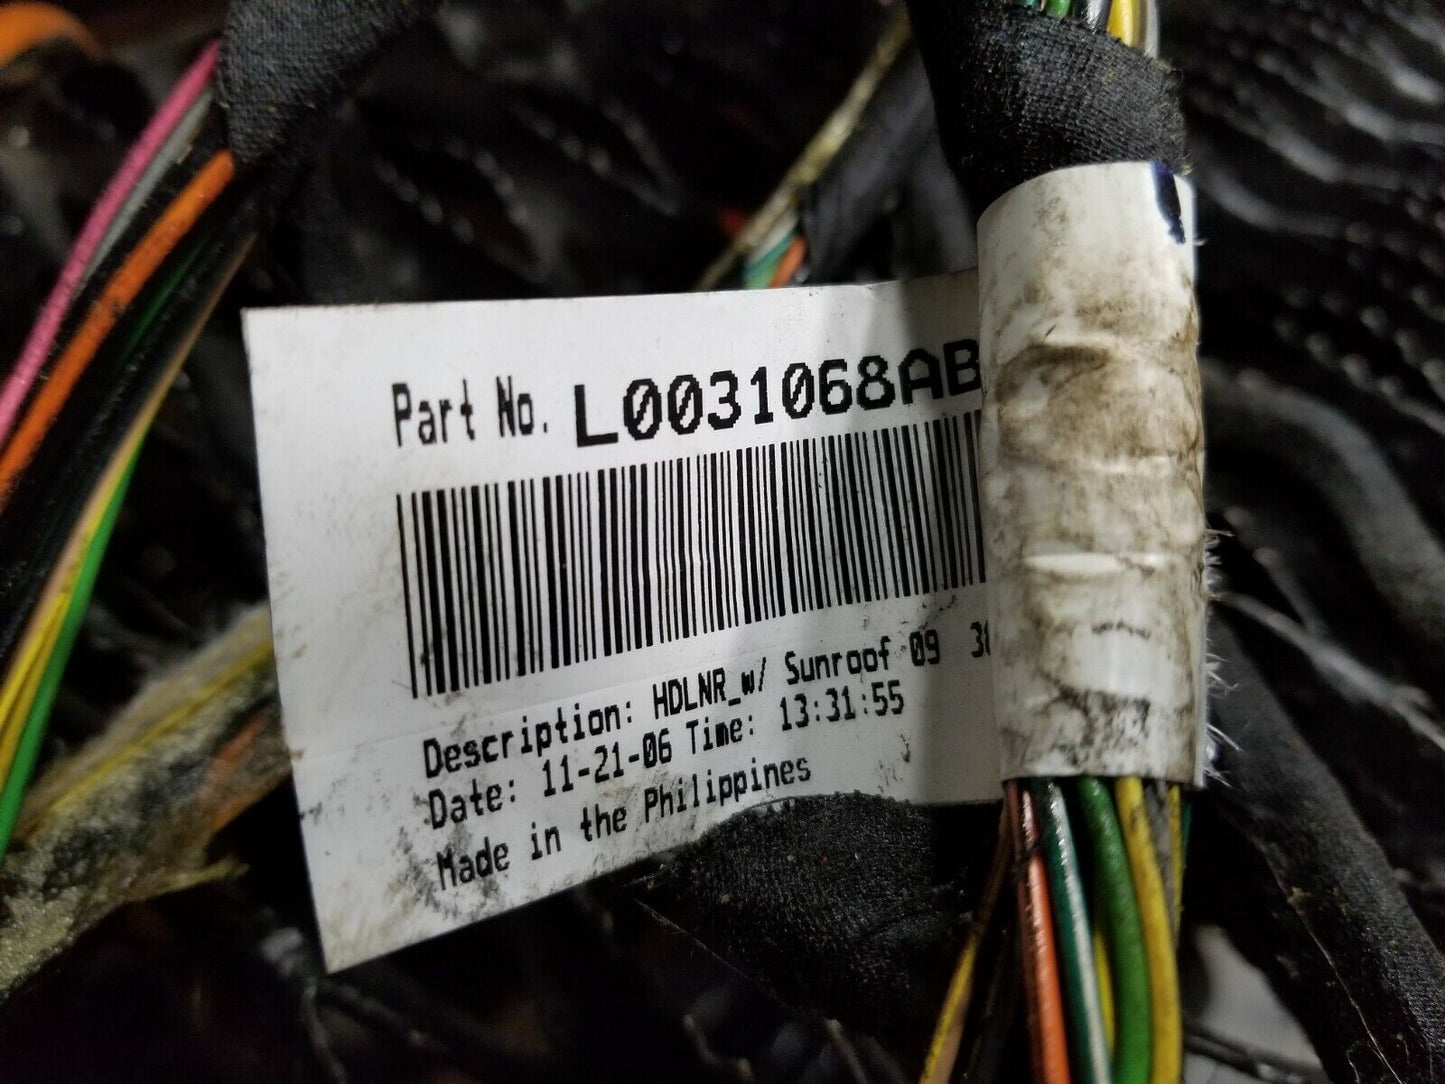 Part No. L0031068AB
Description: HDLNR_w/ Sunroof 09
Date: 11-21-06 Time: 13:31:55
Made in the Philippines